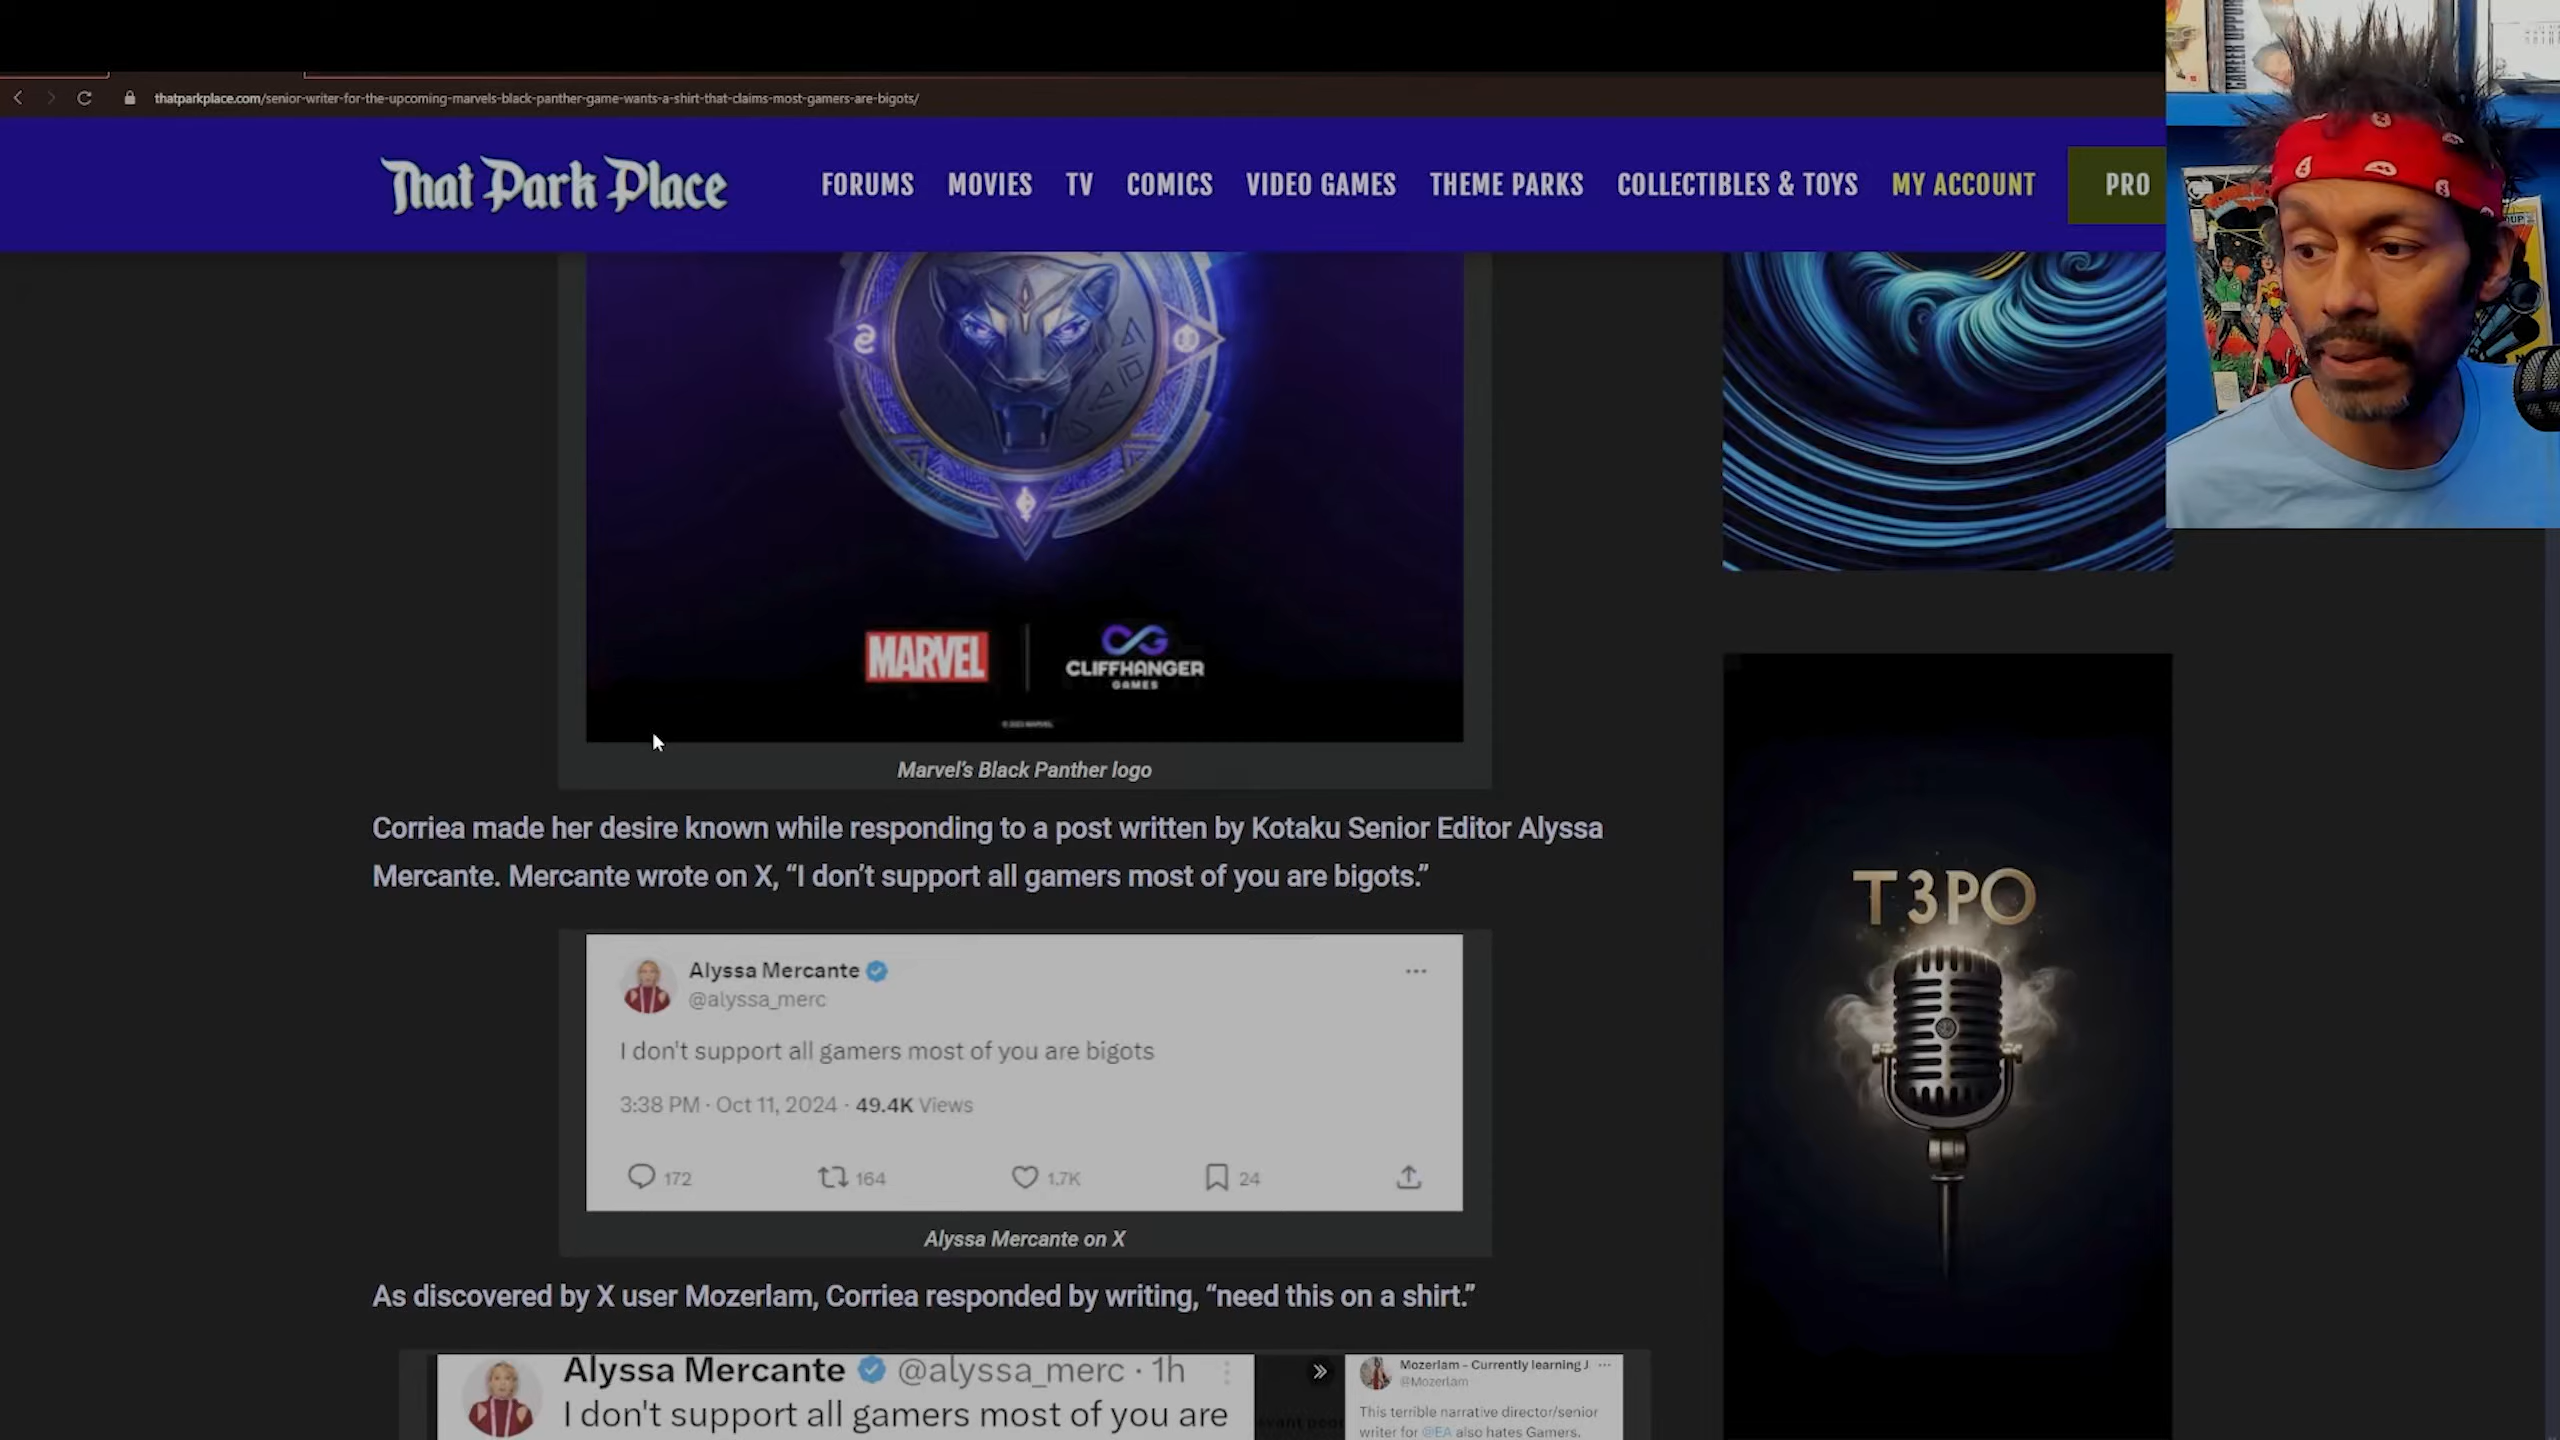 thatparkplace.com/senior-writer-for-the-upcoming-marvels-black-panther-game-wants-a-shirt-that-claims-most-gamers-are-bigots/
That Park Place
FORUMS MOVIES TV COMICS VIDEO GAMES THEME PARKS COLLECTIBLES & TOYS MY ACCOUNT PRO
MARVEL
CLIFFHANGER
GAMES
Marvel's Black Panther logo
Corriea made her desire known while responding to a post written by Kotaku Senior Editor Alyssa
Mercante. Mercante wrote on X, “I don’t support all gamers most of you are bigots.”
T3PO
Alyssa Mercante
@alyssa_merc
I don't support all gamers most of you are bigots
3:38 PM · Oct 11, 2024 · 49.4K Views
172 164 1.7K 24
Alyssa Mercante on X
As discovered by X user Mozerlam, Corriea responded by writing, “need this on a shirt.”
Alyssa Mercante @alyssa_merc · 1h
I don't support all gamers most of you are
Mozerlam - Currently learning J
@Mozerlam
This terrible narrative director/senior
writer for @EA also hates Gamers.